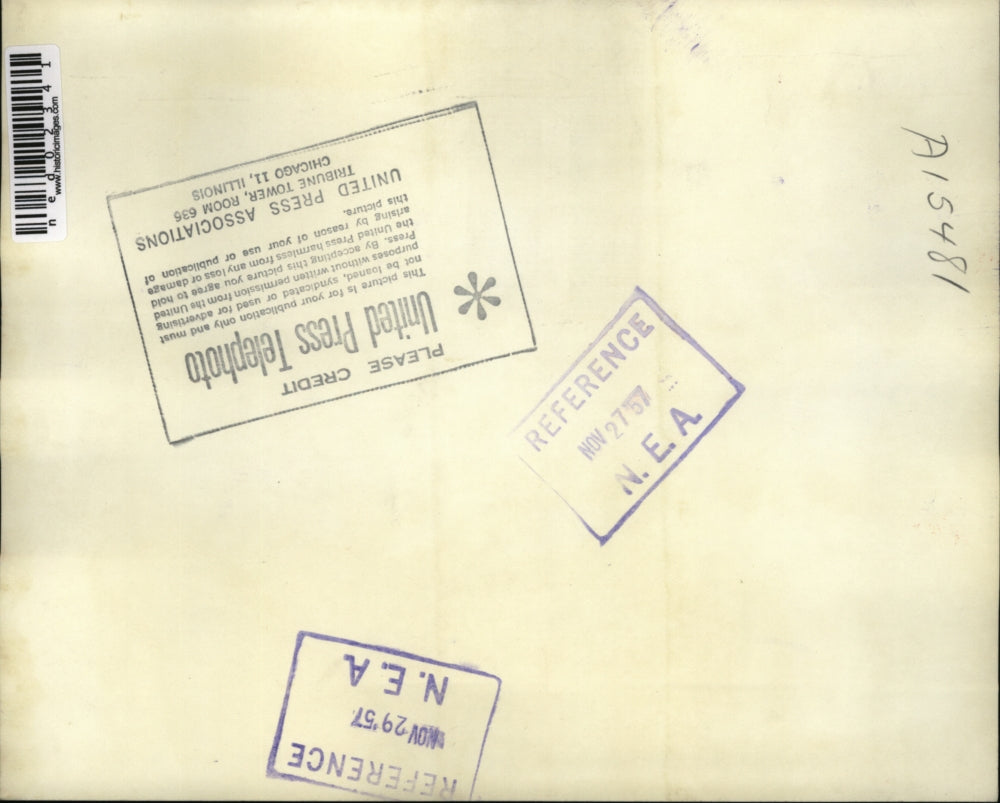 ned02341
www.historicimages.com
A15481
PLEASE CREDIT
United Press Telephoto
This picture is for your publication only and must
not be loaned, syndicated or used for advertising
purposes without written permission from the United
Press. By accepting this picture you agree to hold
the United Press harmless from any loss or damage
arising by reason of your use or publication of
this picture.
UNITED PRESS ASSOCIATIONS
TRIBUNE TOWER, ROOM 636
CHICAGO 11, ILLINOIS
REFERENCE
NOV 27 '57
N. E. A.
REFERENCE
NOV 29 '57
N. E. A.